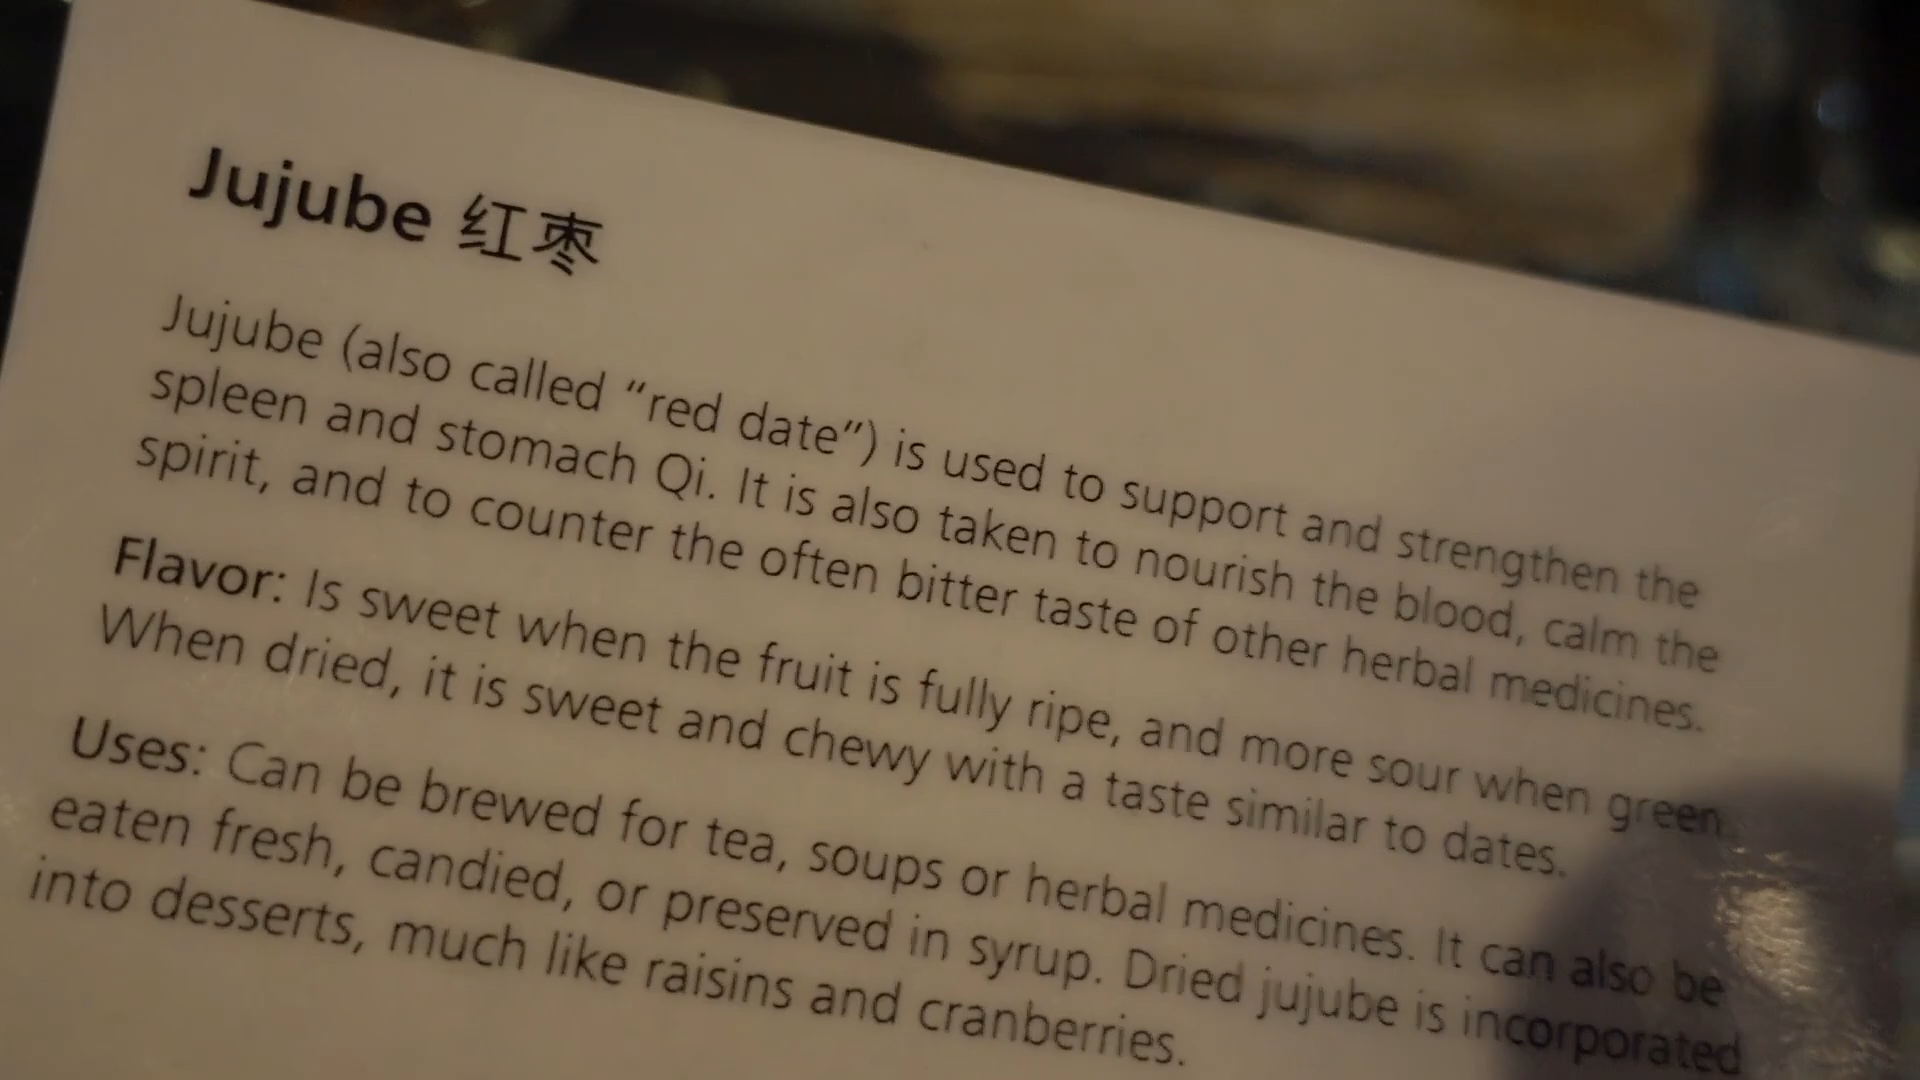 Jujube 红枣
Jujube (also called “red date”) is used to support and strengthen the
spleen and stomach Qi. It is also taken to nourish the blood, calm the
spirit, and to counter the often bitter taste of other herbal medicines.
Flavor: Is sweet when the fruit is fully ripe, and more sour when green.
When dried, it is sweet and chewy with a taste similar to dates.
Uses: Can be brewed for tea, soups or herbal medicines. It can also be
eaten fresh, candied, or preserved in syrup. Dried jujube is incorporated
into desserts, much like raisins and cranberries.